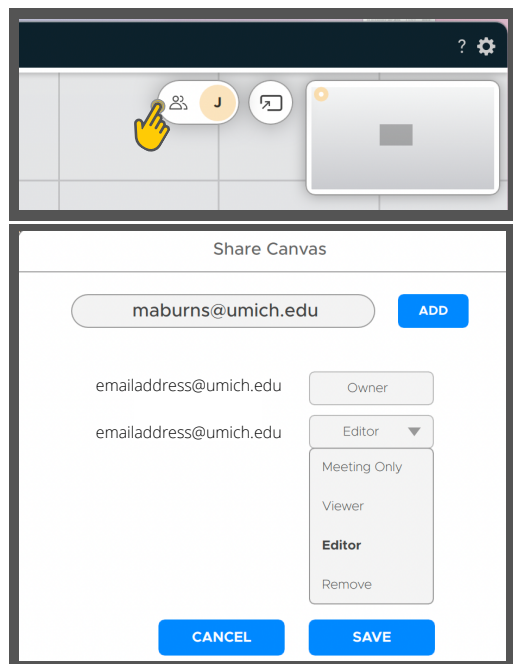 ?
J
Share Canvas
maburns@umich.edu
ADD
emailaddress@umich.edu
Owner
emailaddress@umich.edu
Editor
Meeting Only
Viewer
Editor
Remove
CANCEL
SAVE